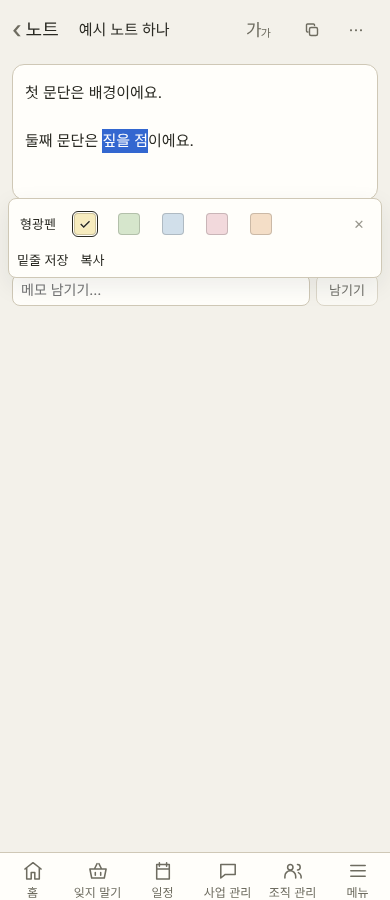 노트 예시 노트 하나 가가
첫 문단은 배경이에요.
둘째 문단은 짚을 점이에요.
형광펜
밑줄 저장 복사
메모 남기기... 남기기
홈 잊지 말기 일정 사업 관리 조직 관리 메뉴